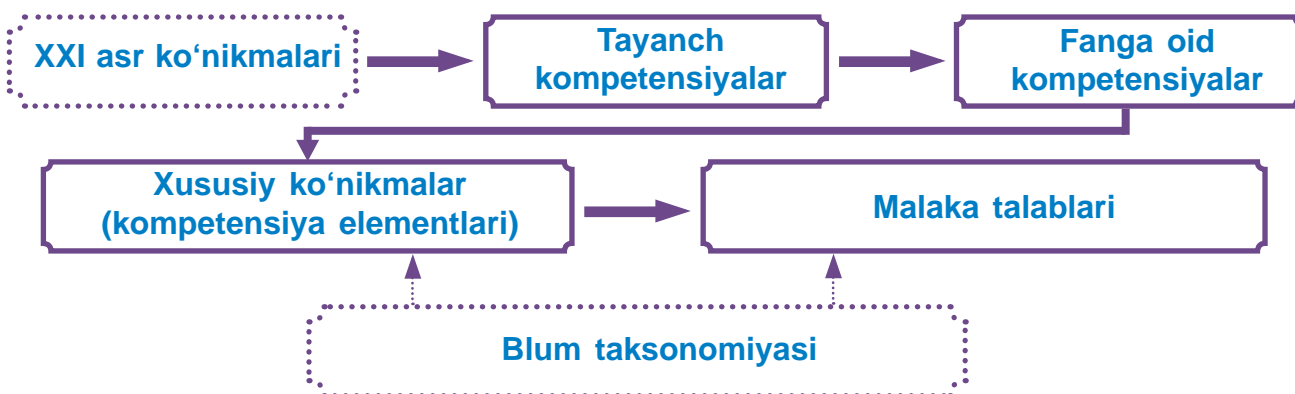 XXI asr ko‘nikmalari
Tayanch
kompetensiyalar
Fanga oid
kompetensiyalar
Xususiy ko‘nikmalar
(kompetensiya elementlari)
Malaka talablari
Blum taksonomiyasi